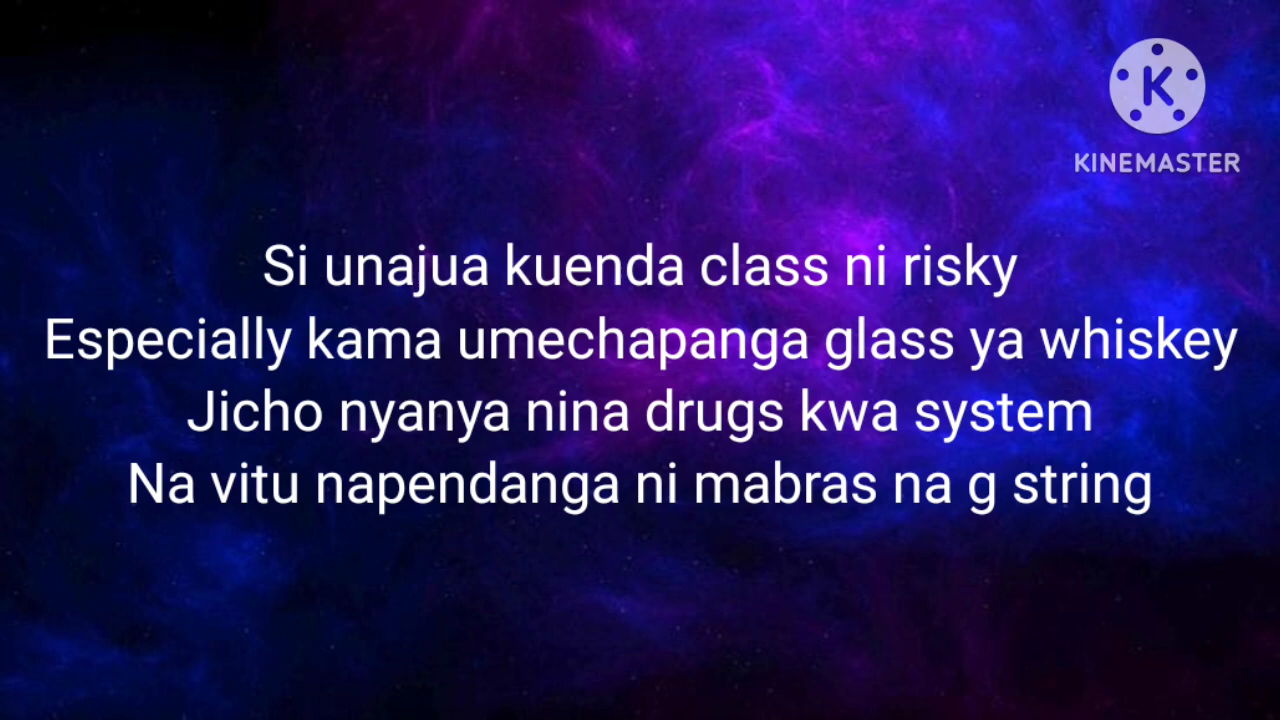 K
KINEMASTER
Si unajua kuenda class ni risky
Especially kama umechapanga glass ya whiskey
Jicho nyanya nina drugs kwa system
Na vitu napendanga ni mabras na g string